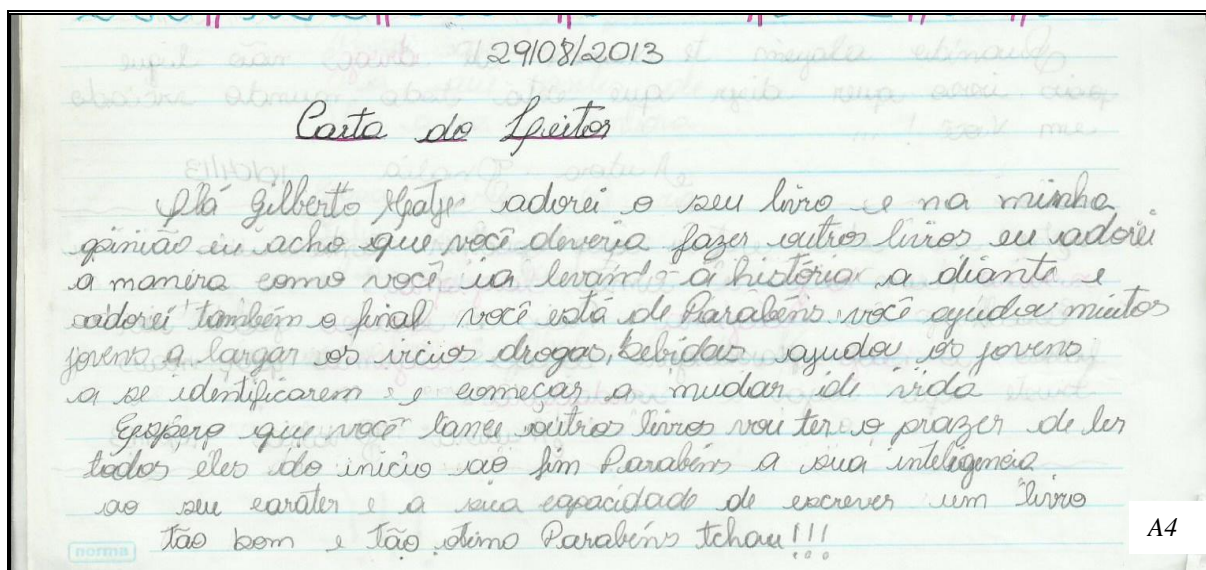 29/08/2013
Carta do Leitor
Olá Gilberto adorei o seu livro e na minha
opinião eu acho que você deveria fazer outros livros eu adorei
a manira como você ia levando a história a diante e
adorei também o final você está de Parabéns você ajudou muitos
jovens a largar os vícios drogas, bebidas ajudou os jovens
a se identificarem e começar a mudar de vida
Espero que você lance outros livros vou ter o prazer de ler
todos eles do início ao fim Parabéns a sua inteligencia
ao seu caráter e a sua capacidade de escrever um livro
tão bom e tão ótimo Parabéns tchau!!!
norma
A4